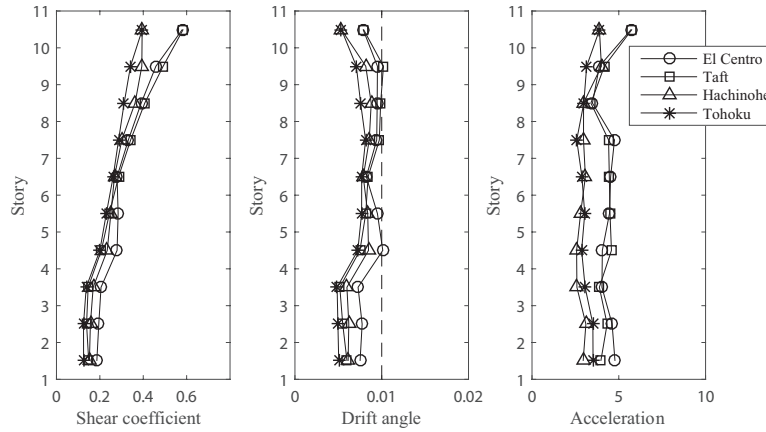 11
10
9
8
7
6
5
4
3
2
1
0 0.2 0.4 0.6
Story
Shear coefficient
11
10
9
8
7
6
5
4
3
2
1
0 0.01 0.02
Story
Drift angle
11
10
9
8
7
6
5
4
3
2
1
0 5 10
Story
Acceleration
El Centro
Taft
Hachinohe
Tohoku